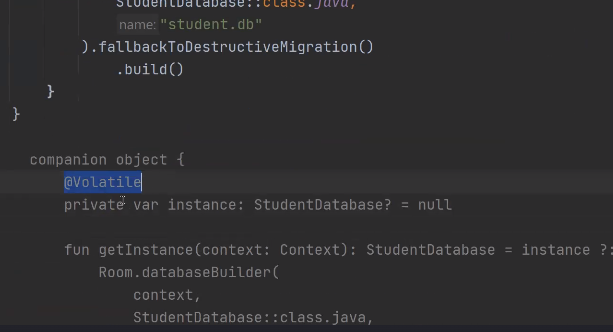 StudentDatabase::class.java,
name: "student.db"
).fallbackToDestructiveMigration()
.build()
}
}
companion object {
@Volatile
private var instance: StudentDatabase? = null
fun getInstance(context: Context): StudentDatabase = instance ?:
Room.databaseBuilder(
context,
StudentDatabase::class.java,